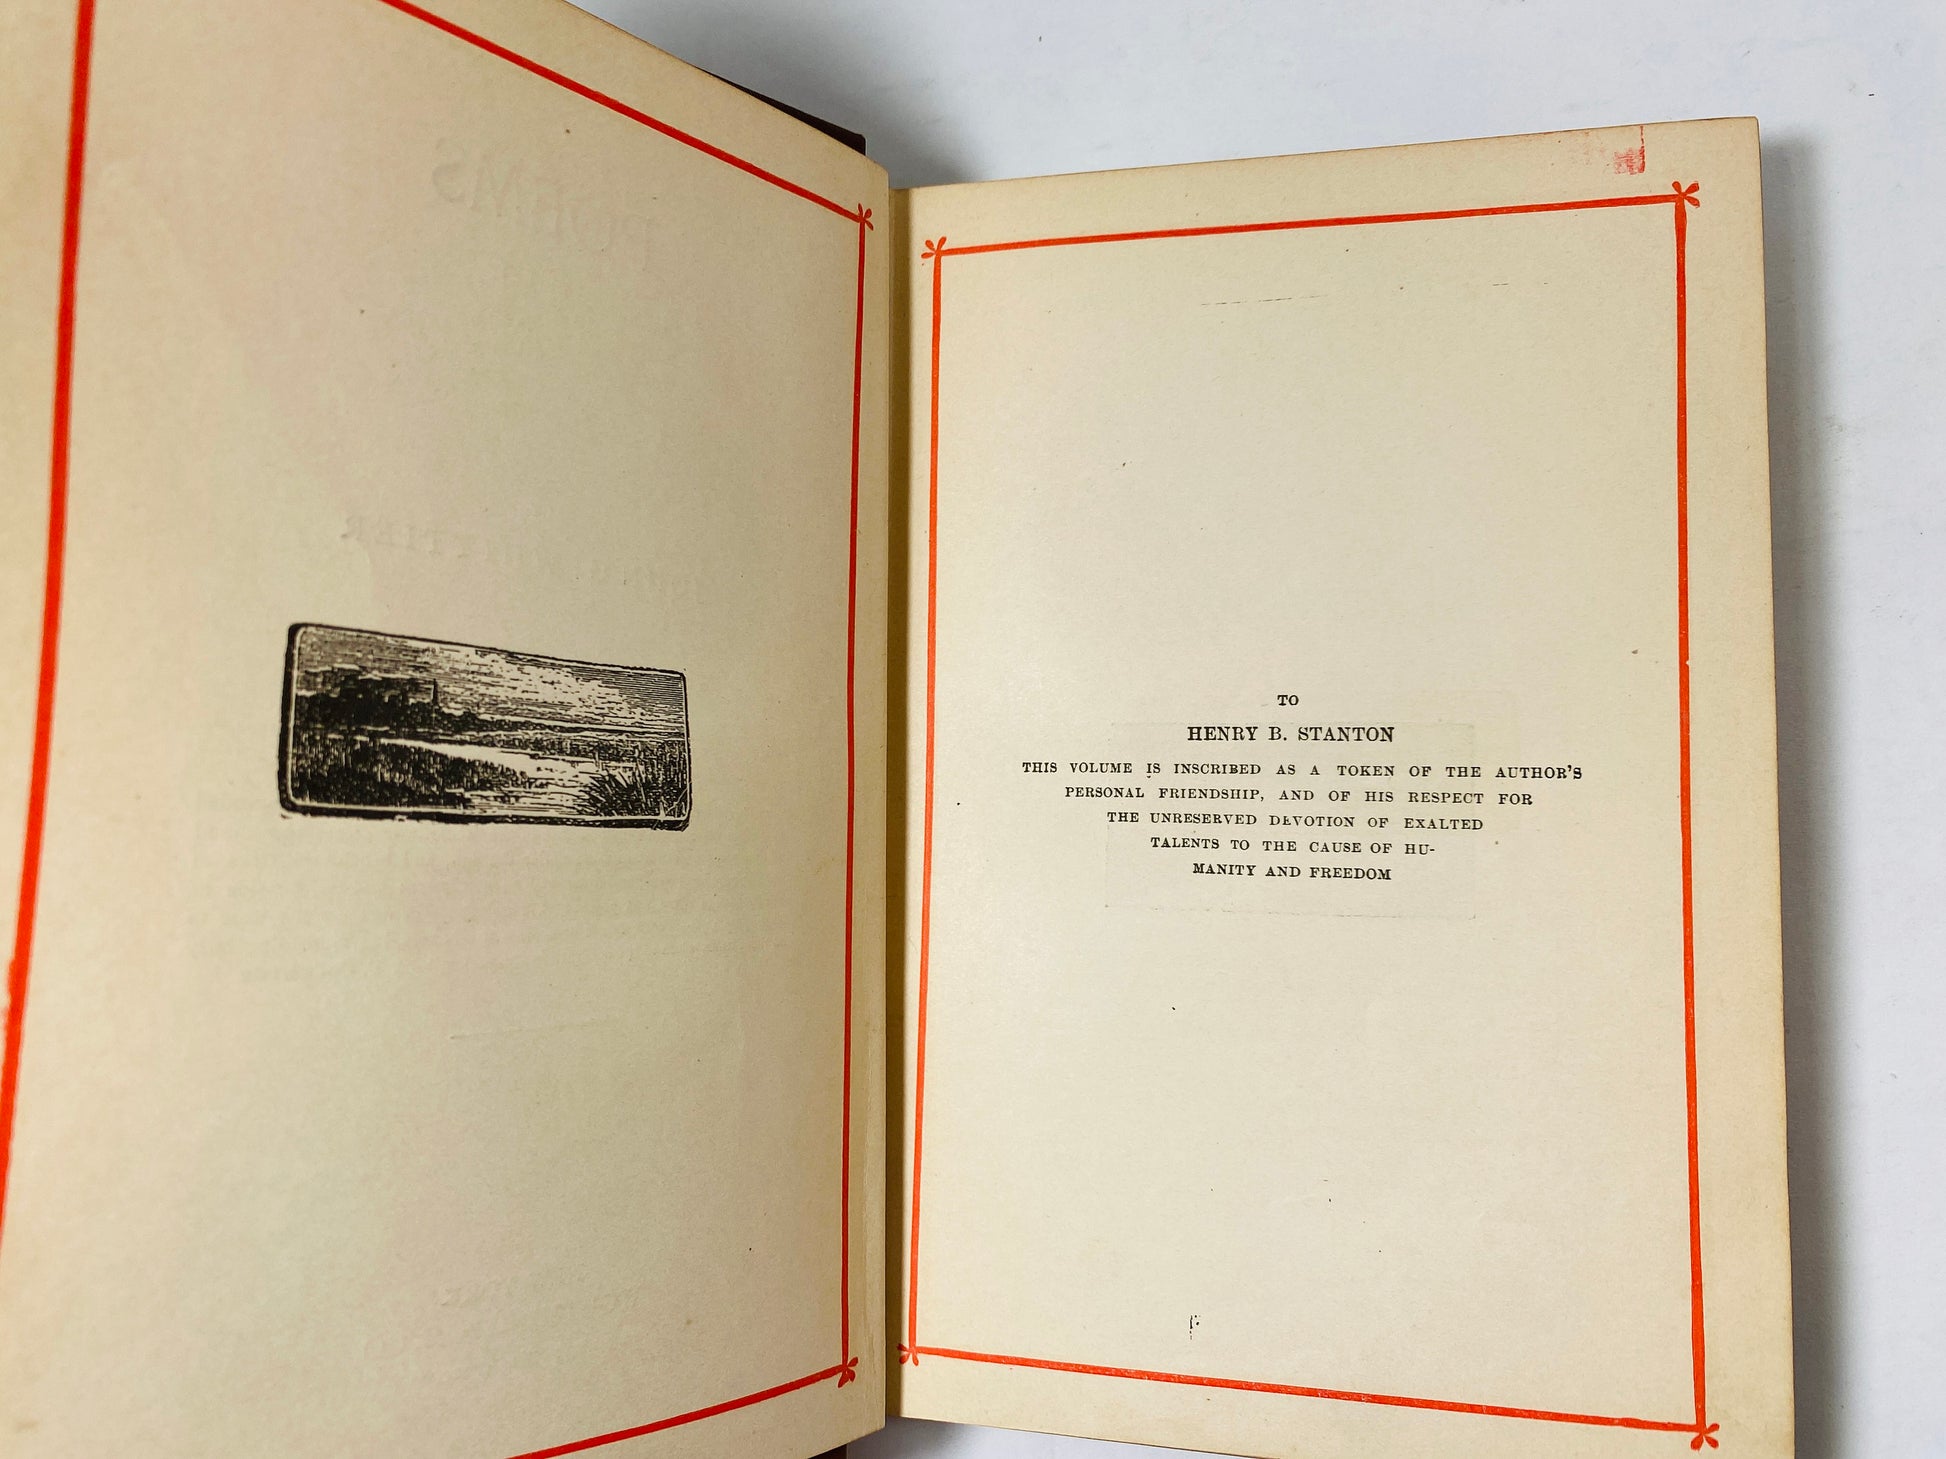 TO
HENRY B. STANTON
THIS VOLUME IS INSCRIBED AS A TOKEN OF THE AUTHOR'S
PERSONAL FRIENDSHIP, AND OF HIS RESPECT FOR
THE UNRESERVED DEVOTION OF EXALTED
TALENTS TO THE CAUSE OF HU-
MANITY AND FREEDOM